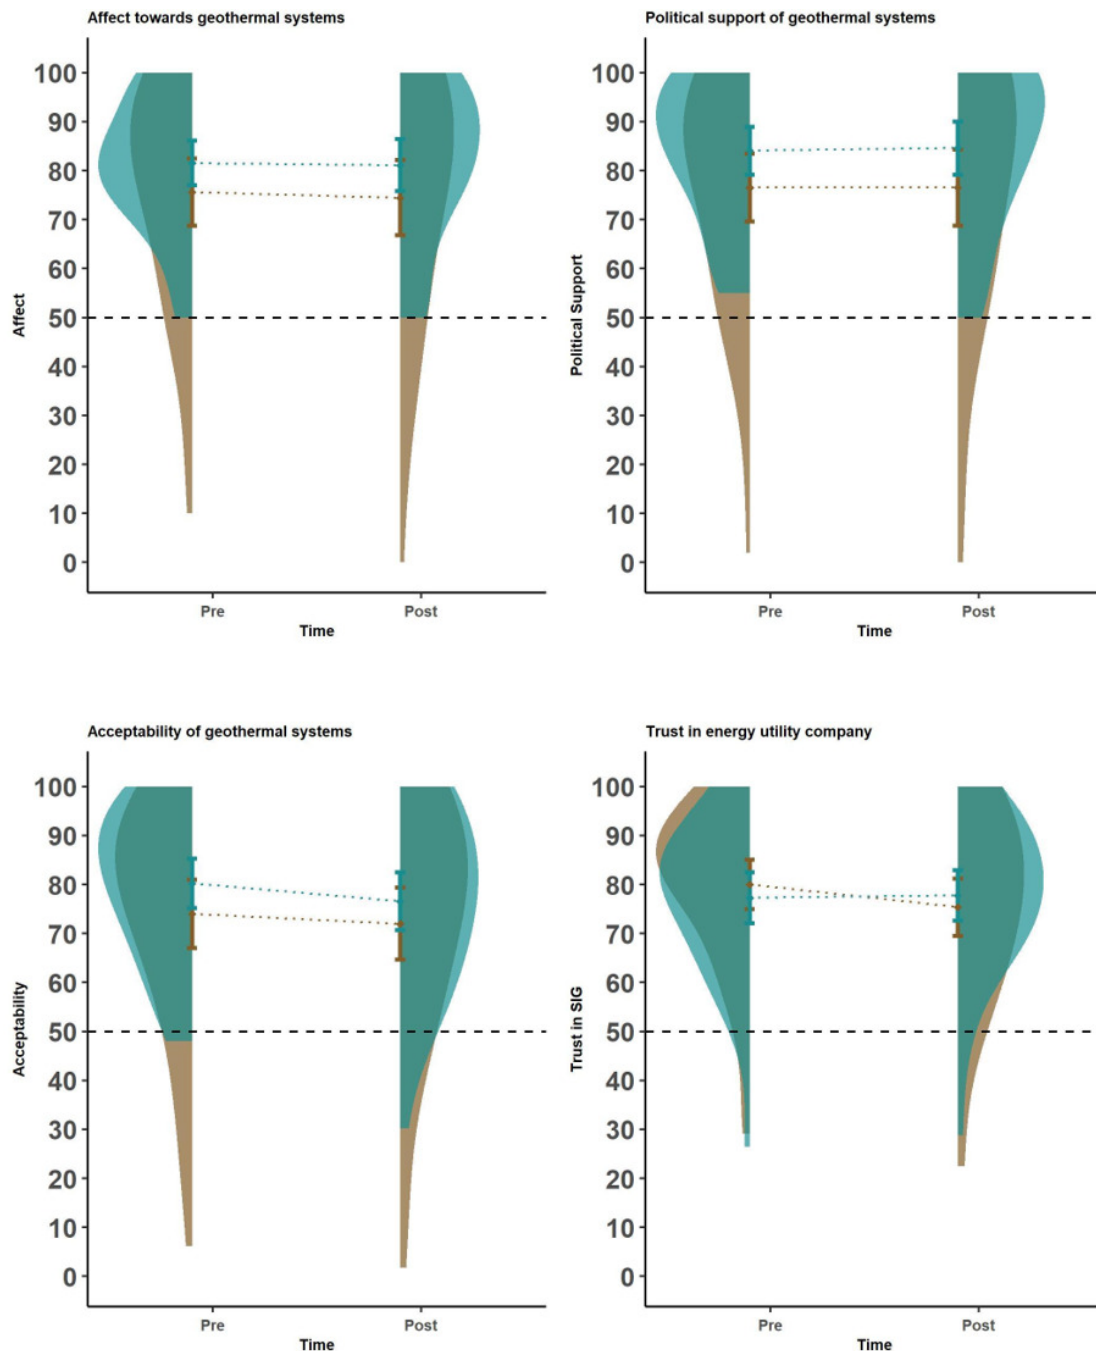 Affect towards geothermal systems
Affect
100
90
80
70
60
50
40
30
20
10
0
Pre
Post
Time
Political support of geothermal systems
Political Support
100
90
80
70
60
50
40
30
20
10
0
Pre
Post
Time
Acceptability of geothermal systems
Acceptability
100
90
80
70
60
50
40
30
20
10
0
Pre
Post
Time
Trust in energy utility company
Trust in SIG
100
90
80
70
60
50
40
30
20
10
0
Pre
Post
Time